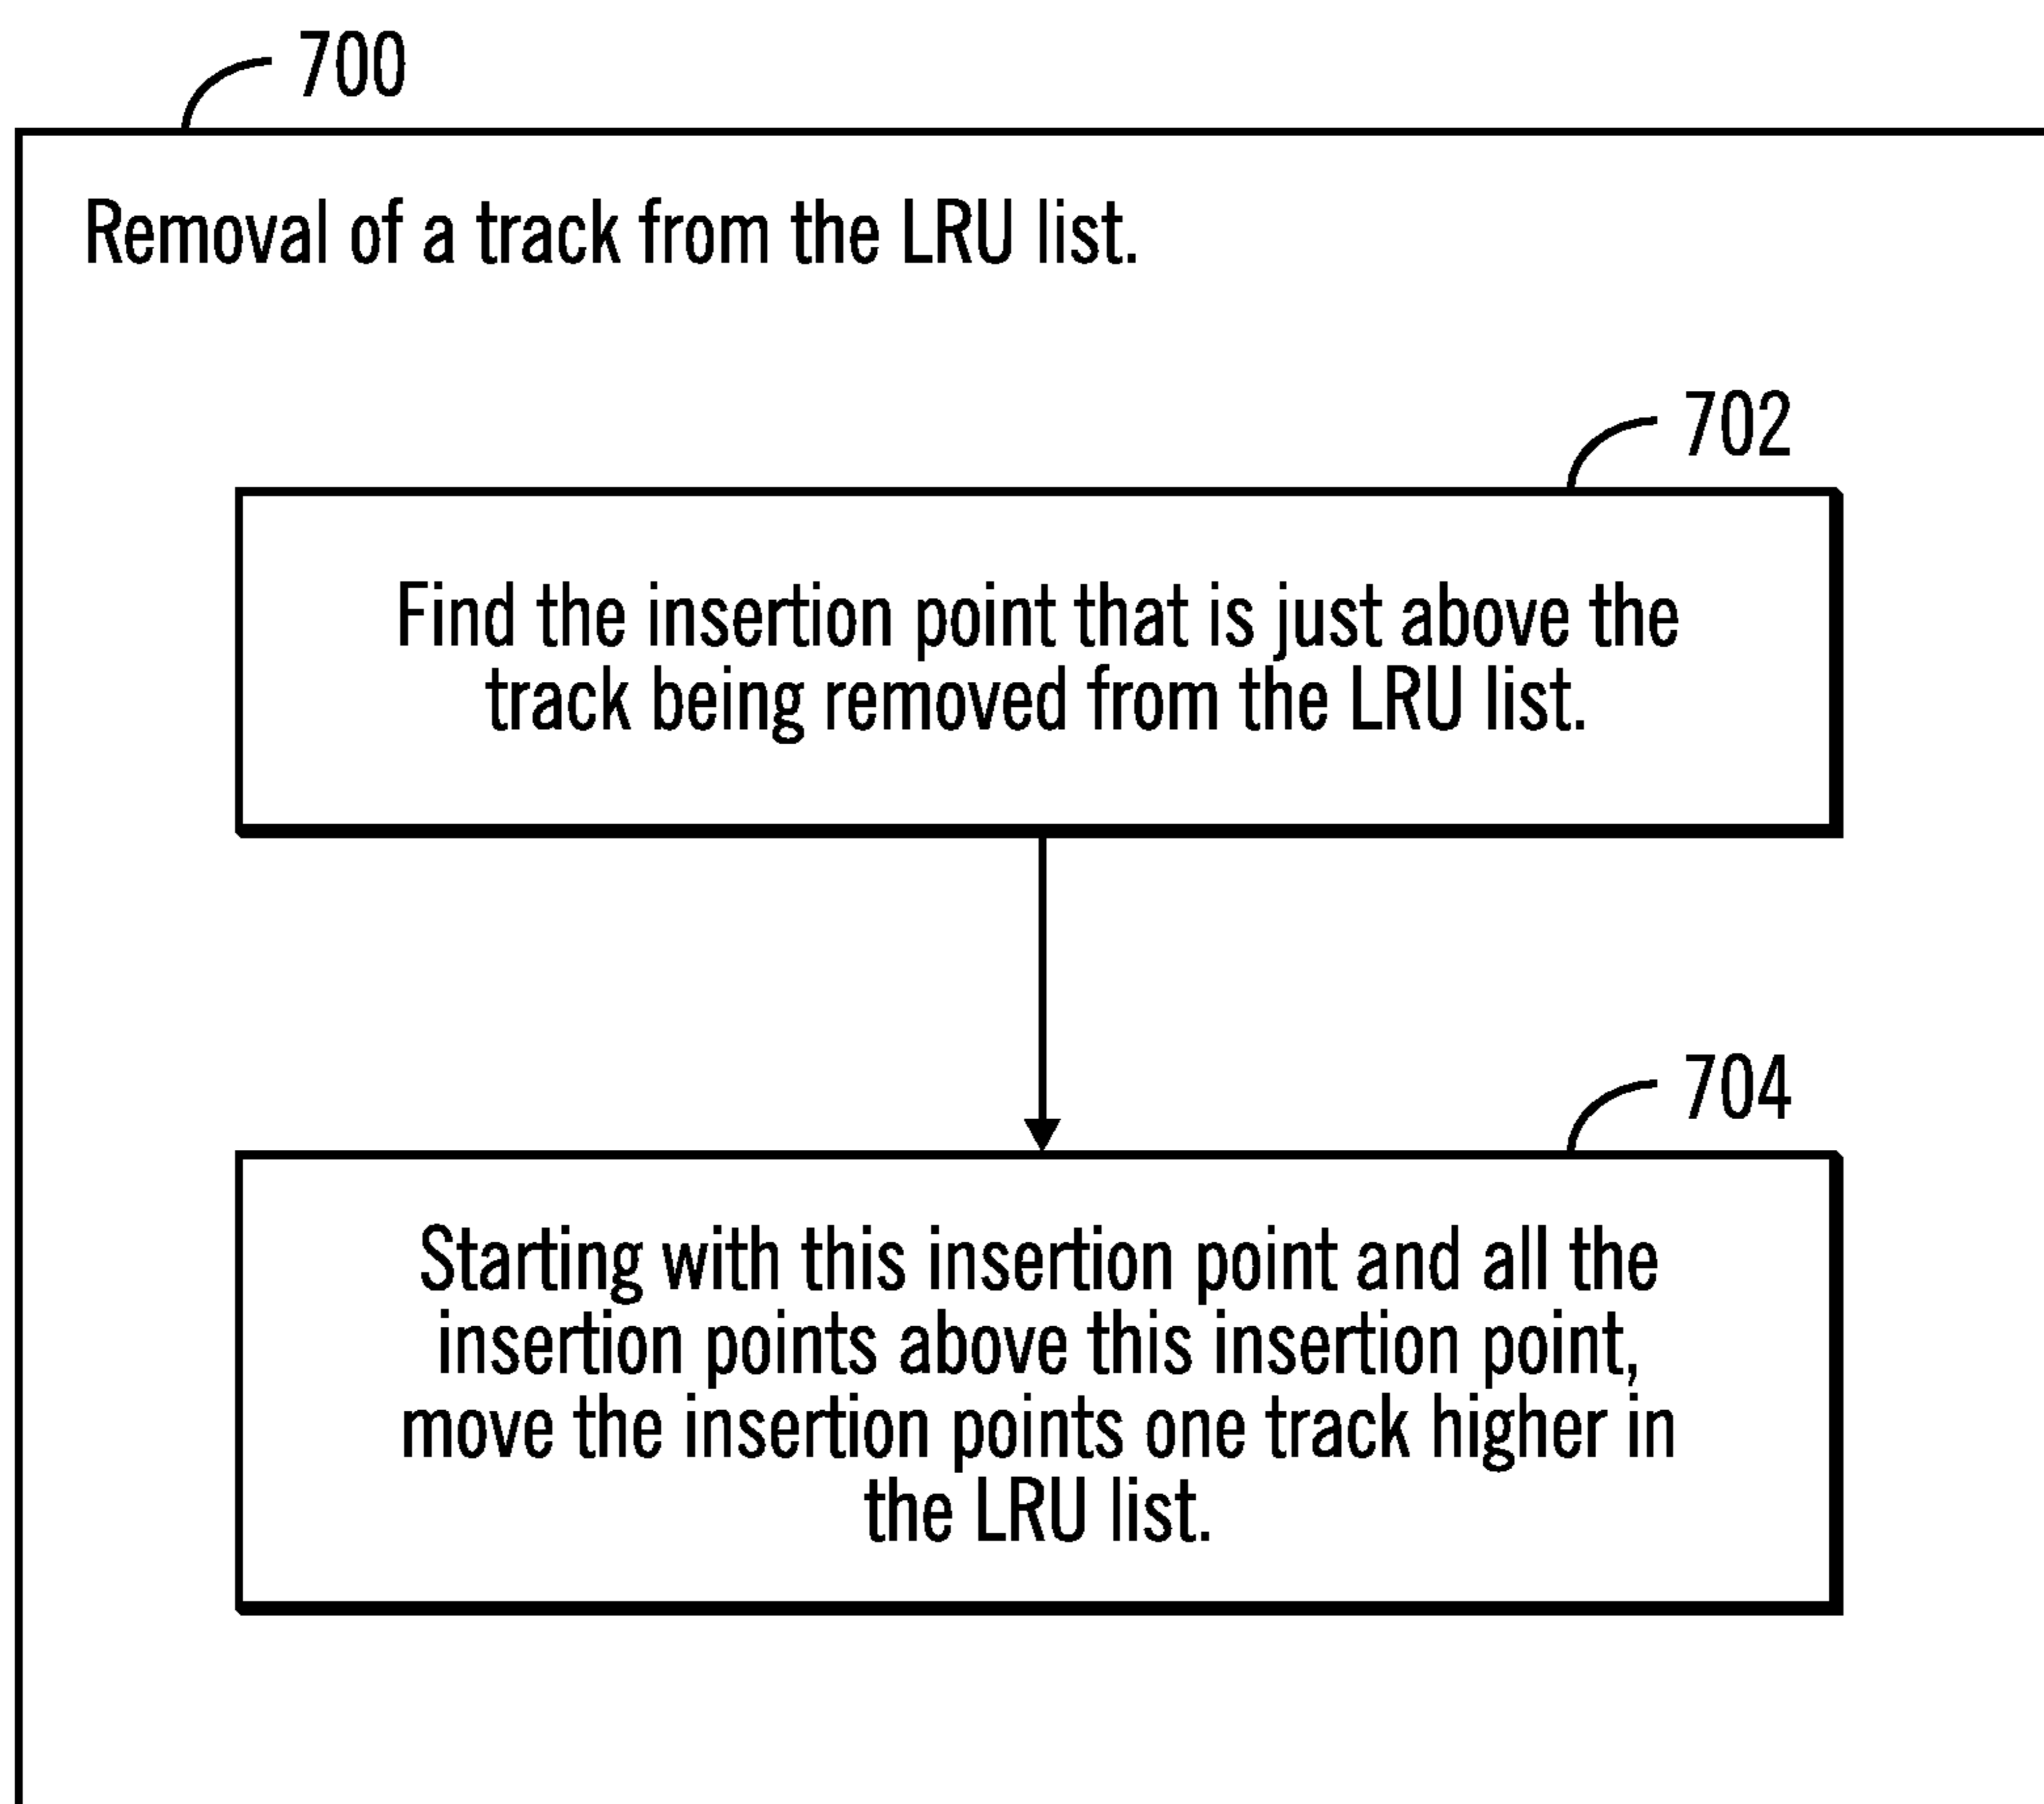 700
Removal of a track from the LRU list.
702
Find the insertion point that is just above the
track being removed from the LRU list.
704
Starting with this insertion point and all the
insertion points above this insertion point,
move the insertion points one track higher in
the LRU list.